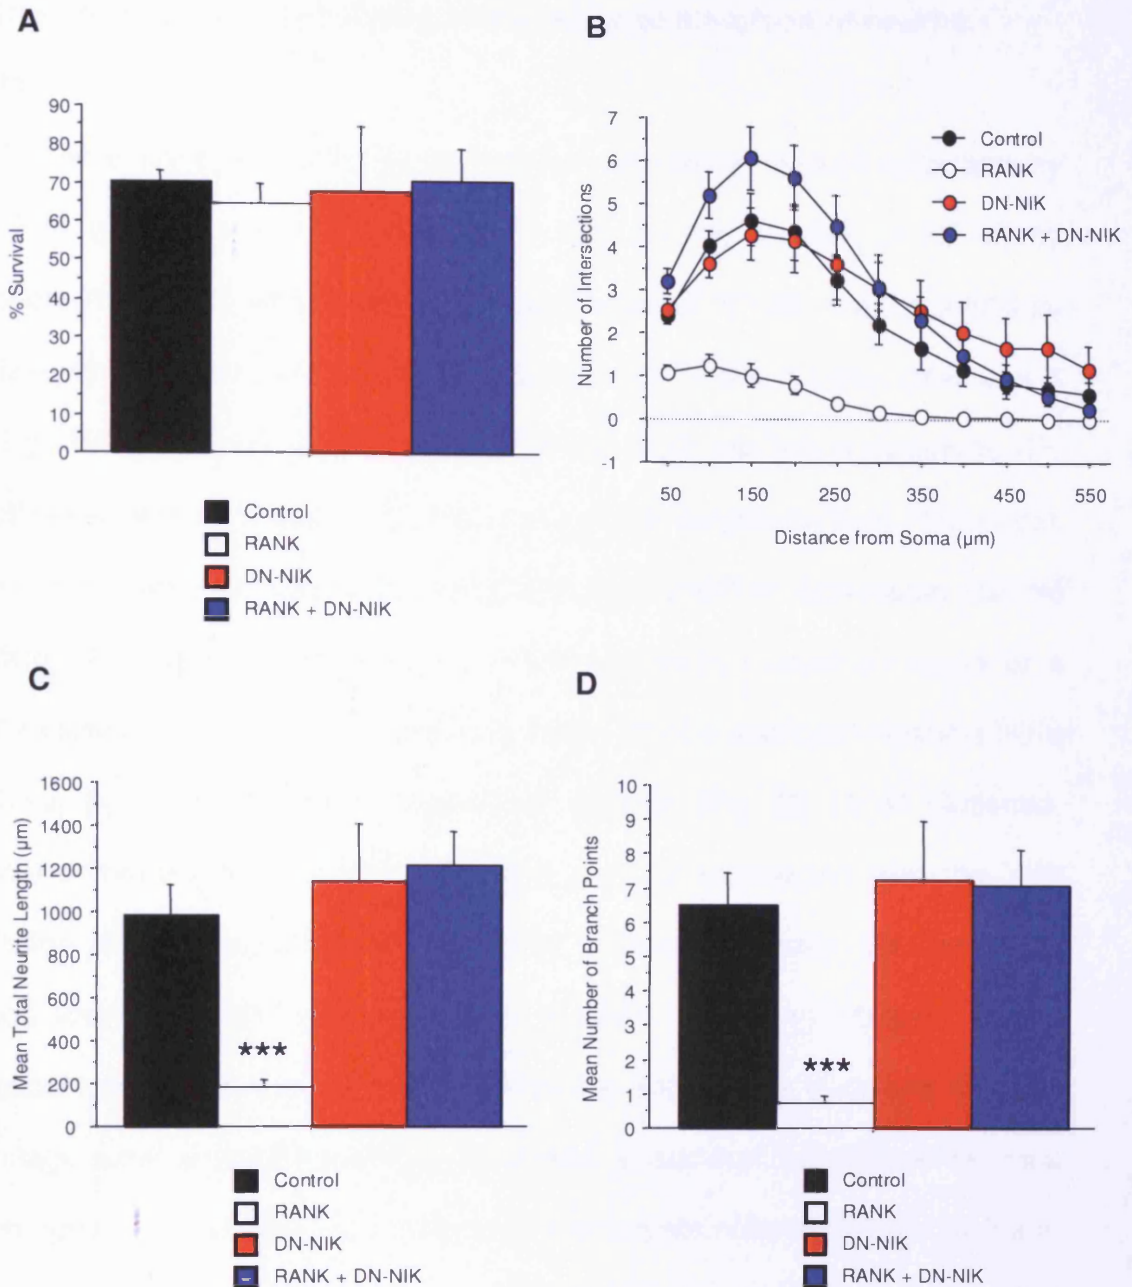 A
B
90
80
70
60
50
40
30
20
10
0
% Survival
Control
RANK
DN-NIK
RANK + DN-NIK
7
6
5
4
3
2
1
0
-1
Number of Intersections
Control
RANK
DN-NIK
RANK + DN-NIK
50 150 250 350 450 550
Distance from Soma (µm)
C
D
1600
1400
1200
1000
800
600
400
200
0
Mean Total Neurite Length (µm)
***
Control
RANK
DN-NIK
RANK + DN-NIK
10
9
8
7
6
5
4
3
2
1
0
Mean Number of Branch Points
***
Control
RANK
DN-NIK
RANK + DN-NIK